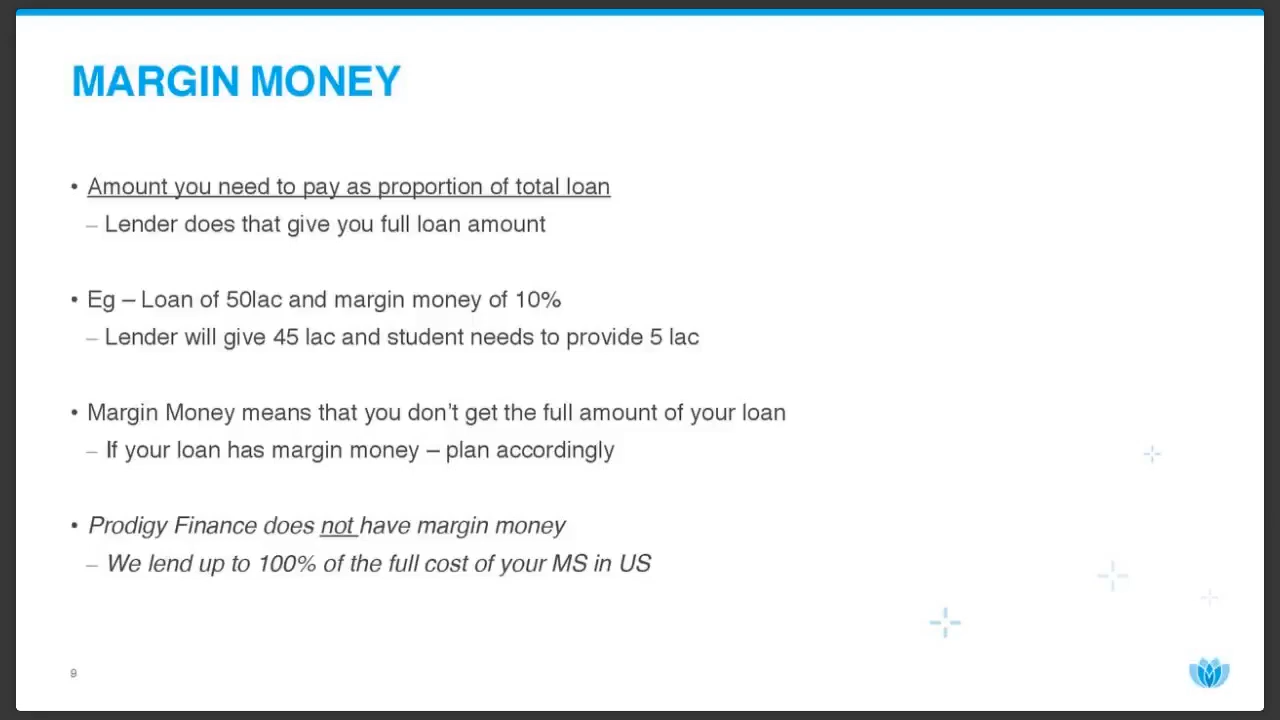 MARGIN MONEY
• Amount you need to pay as proportion of total loan
– Lender does that give you full loan amount
• Eg – Loan of 50lac and margin money of 10%
– Lender will give 45 lac and student needs to provide 5 lac
• Margin Money means that you don't get the full amount of your loan
– If your loan has margin money – plan accordingly
• Prodigy Finance does not have margin money
– We lend up to 100% of the full cost of your MS in US
9